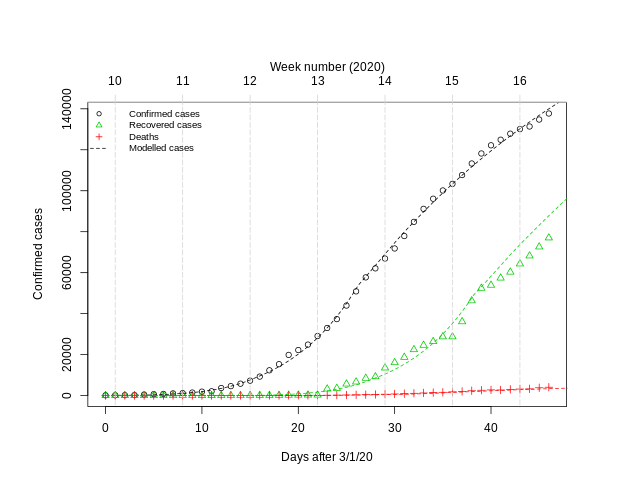 Week number (2020)
10 11 12 13 14 15 16
Confirmed cases
Recovered cases
Deaths
Modelled cases
Confirmed cases
140000
100000
60000
20000
0
0 10 20 30 40
Days after 3/1/20